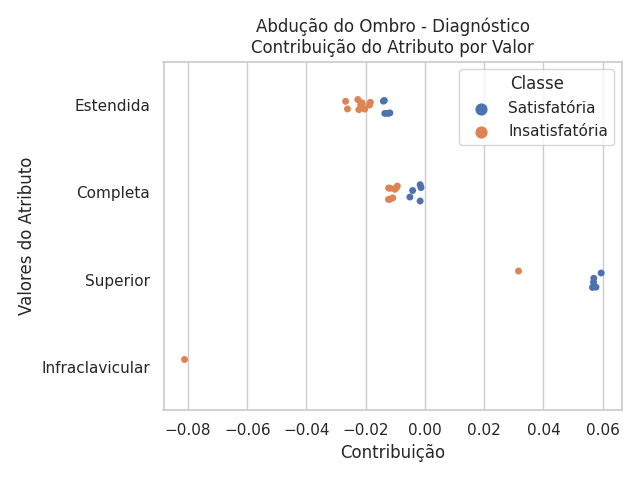 Abdução do Ombro - Diagnóstico
Contribuição do Atributo por Valor
Classe
Satisfatória
Insatisfatória
Valores do Atributo
Estendida
Completa
Superior
Infraclavicular
−0.08 −0.06 −0.04 −0.02 0.00 0.02 0.04 0.06
Contribuição